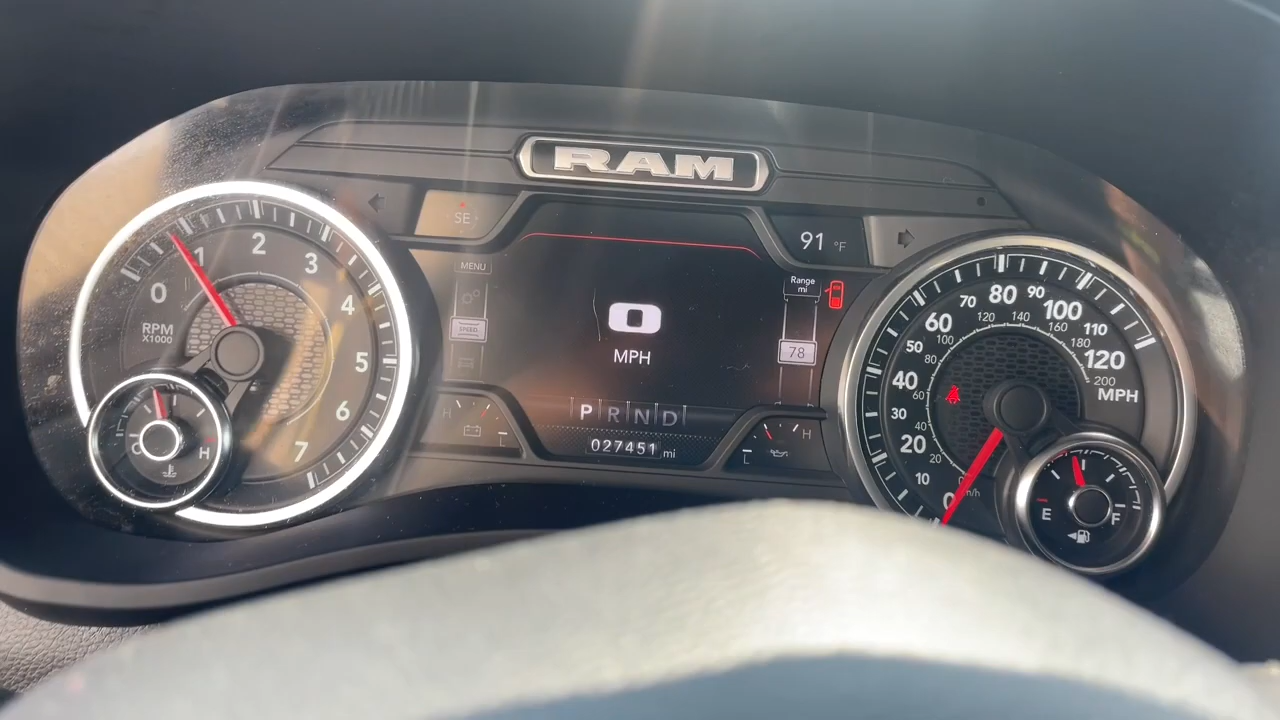 RAM
SE
91 °F
MENU
Range
mi
SPEED
78
0
MPH
P R N D
027451 mi
H
L
L
H
0
1
2
3
4
5
6
7
RPM
X1000
C
H
0
10
20
30
40
50
60
70
80
90
100
110
120
MPH
20
40
60
80
100
120
140
160
180
200
km/h
E
F